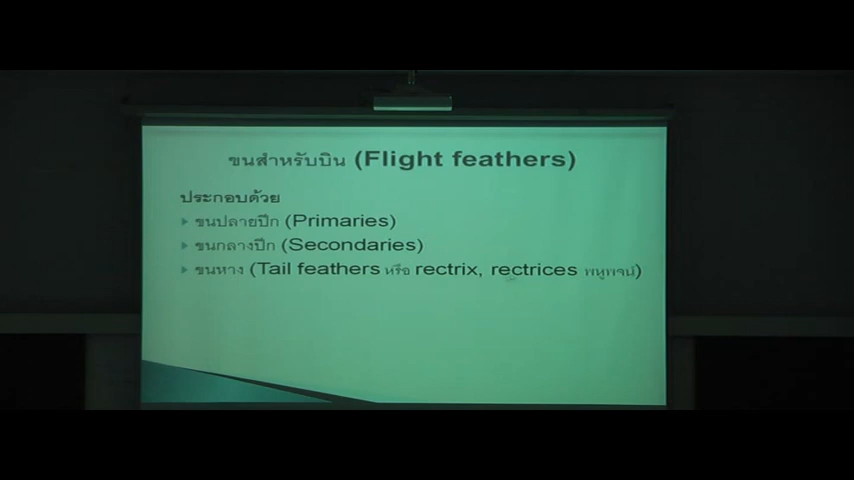 ขนสำหรับบิน (Flight feathers)
ประกอบด้วย
ขนปลายปีก (Primaries)
ขนกลางปีก (Secondaries)
ขนหาง (Tail feathers หรือ rectrix, rectrices พหูพจน์)